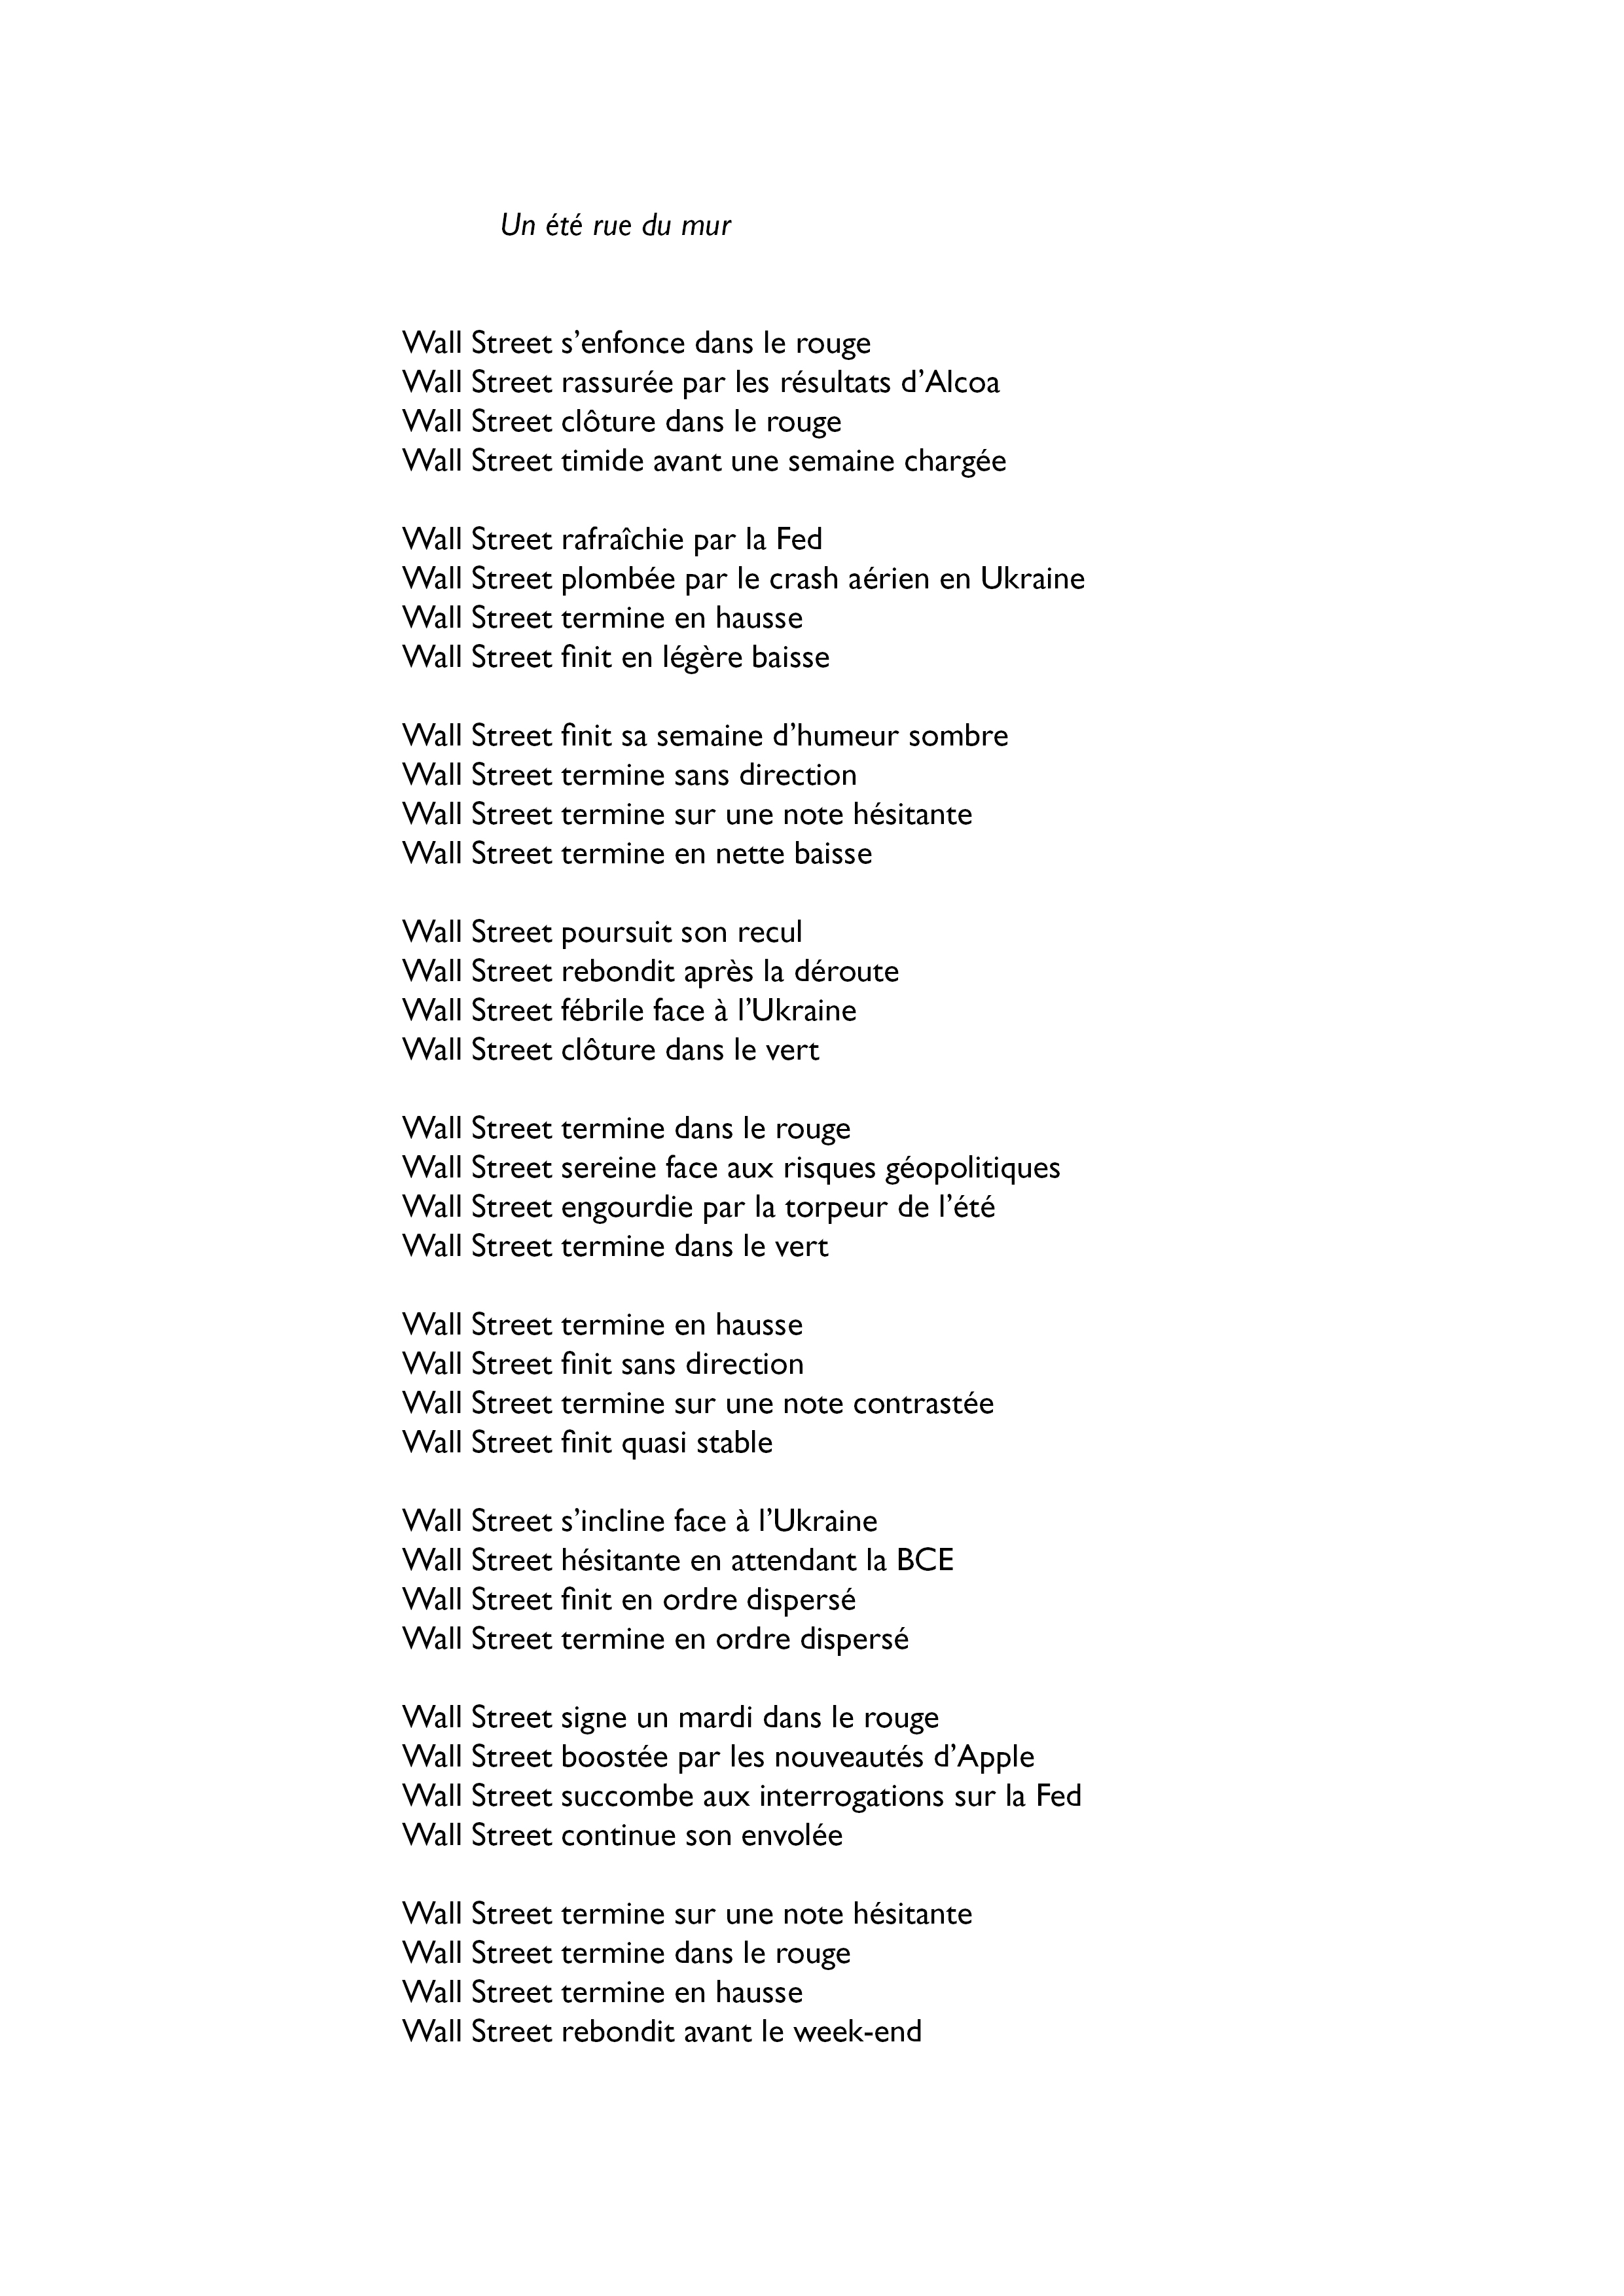 Un été rue du mur
Wall Street s’enfonce dans le rouge
Wall Street rassurée par les résultats d’Alcoa
Wall Street clôture dans le rouge
Wall Street timide avant une semaine chargée
Wall Street rafraîchie par la Fed
Wall Street plombée par le crash aérien en Ukraine
Wall Street termine en hausse
Wall Street finit en légère baisse
Wall Street finit sa semaine d’humeur sombre
Wall Street termine sans direction
Wall Street termine sur une note hésitante
Wall Street termine en nette baisse
Wall Street poursuit son recul
Wall Street rebondit après la déroute
Wall Street fébrile face à l’Ukraine
Wall Street clôture dans le vert
Wall Street termine dans le rouge
Wall Street sereine face aux risques géopolitiques
Wall Street engourdie par la torpeur de l’été
Wall Street termine dans le vert
Wall Street termine en hausse
Wall Street finit sans direction
Wall Street termine sur une note contrastée
Wall Street finit quasi stable
Wall Street s’incline face à l’Ukraine
Wall Street hésitante en attendant la BCE
Wall Street finit en ordre dispersé
Wall Street termine en ordre dispersé
Wall Street signe un mardi dans le rouge
Wall Street boostée par les nouveautés d’Apple
Wall Street succombe aux interrogations sur la Fed
Wall Street continue son envolée
Wall Street termine sur une note hésitante
Wall Street termine dans le rouge
Wall Street termine en hausse
Wall Street rebondit avant le week-end